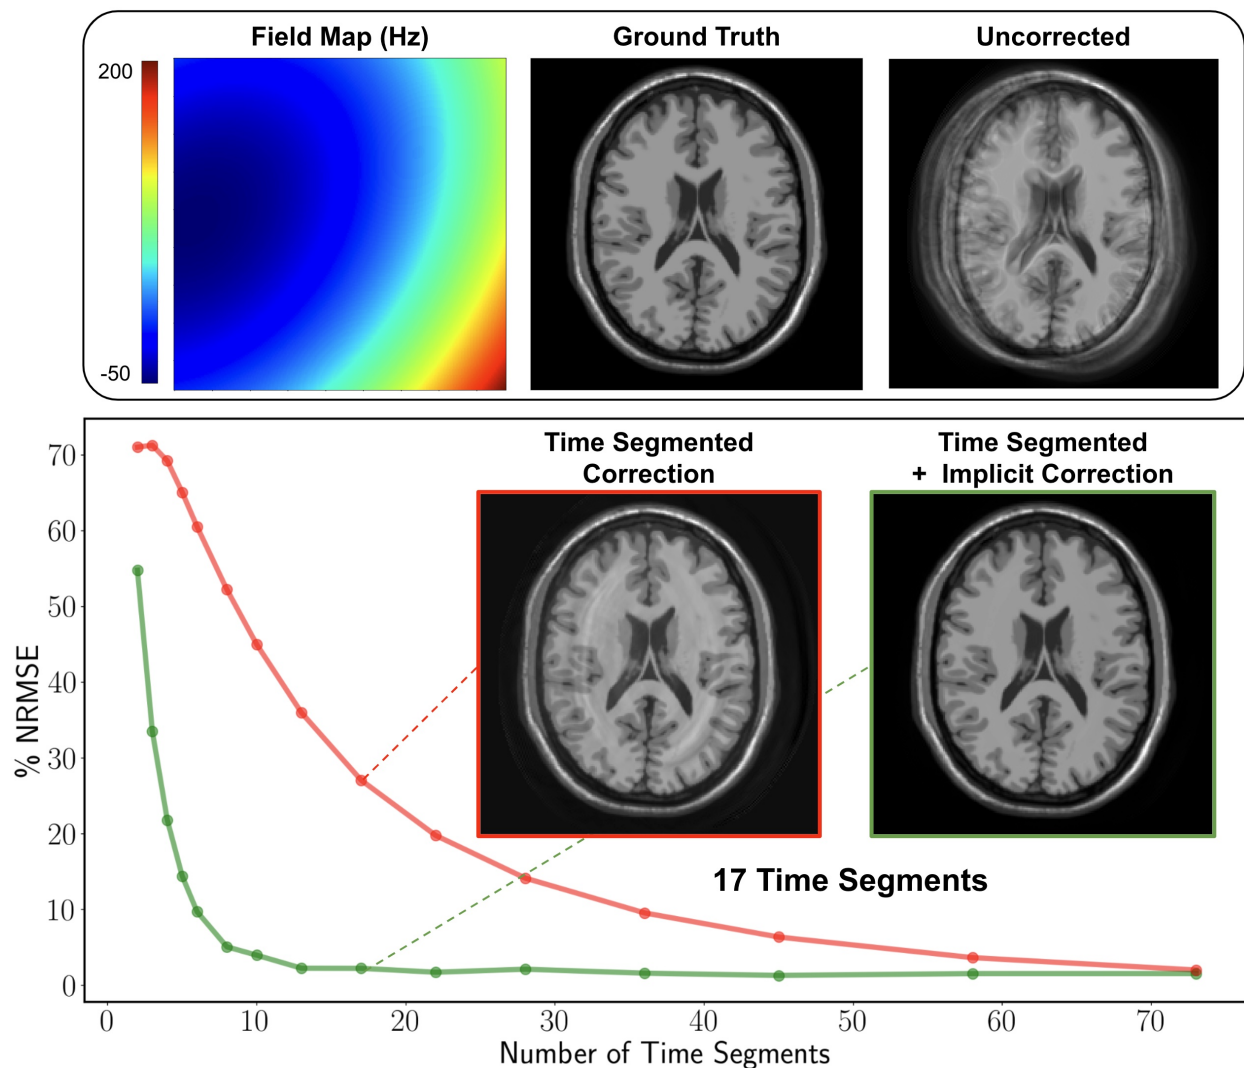 Field Map (Hz)
Ground Truth
Uncorrected
200
-50
Time Segmented
Correction
Time Segmented
+ Implicit Correction
70
60
50
40
30
20
10
0
% NRMSE
17 Time Segments
0 10 20 30 40 50 60 70
Number of Time Segments